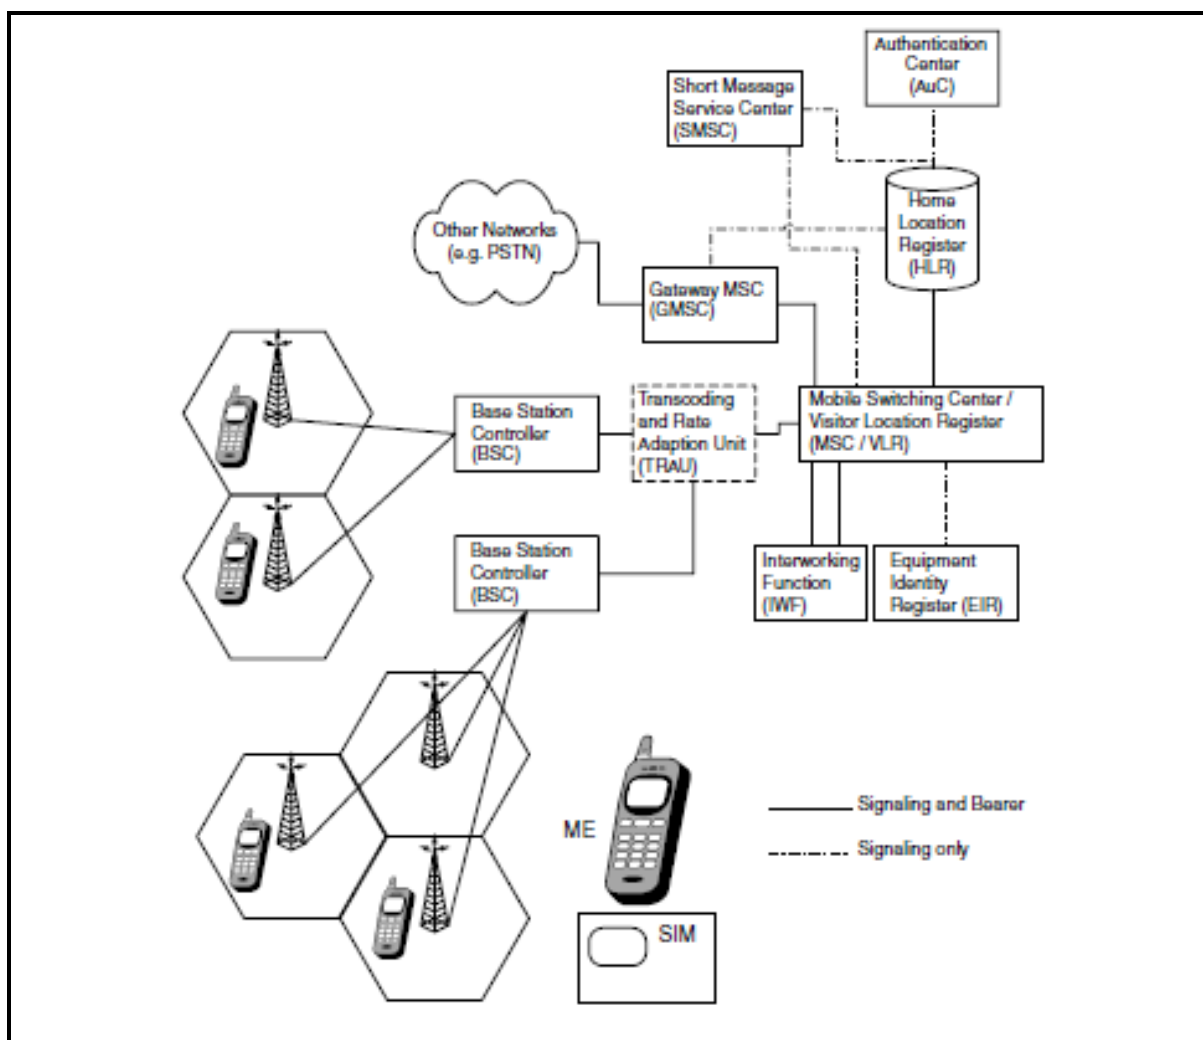 Authentication
Center
(AuC)
Short Message
Service Center
(SMSC)
Home
Location
Register
(HLR)
Other Networks
(e.g. PSTN)
Gateway MSC
(GMSC)
Base Station
Controller
(BSC)
Transcoding
and Rate
Adaption Unit
(TRAU)
Mobile Switching Center /
Visitor Location Register
(MSC / VLR)
Base Station
Controller
(BSC)
Interworking
Function
(IWF)
Equipment
Identity
Register (EIR)
ME
SIM
Signaling and Bearer
Signaling only